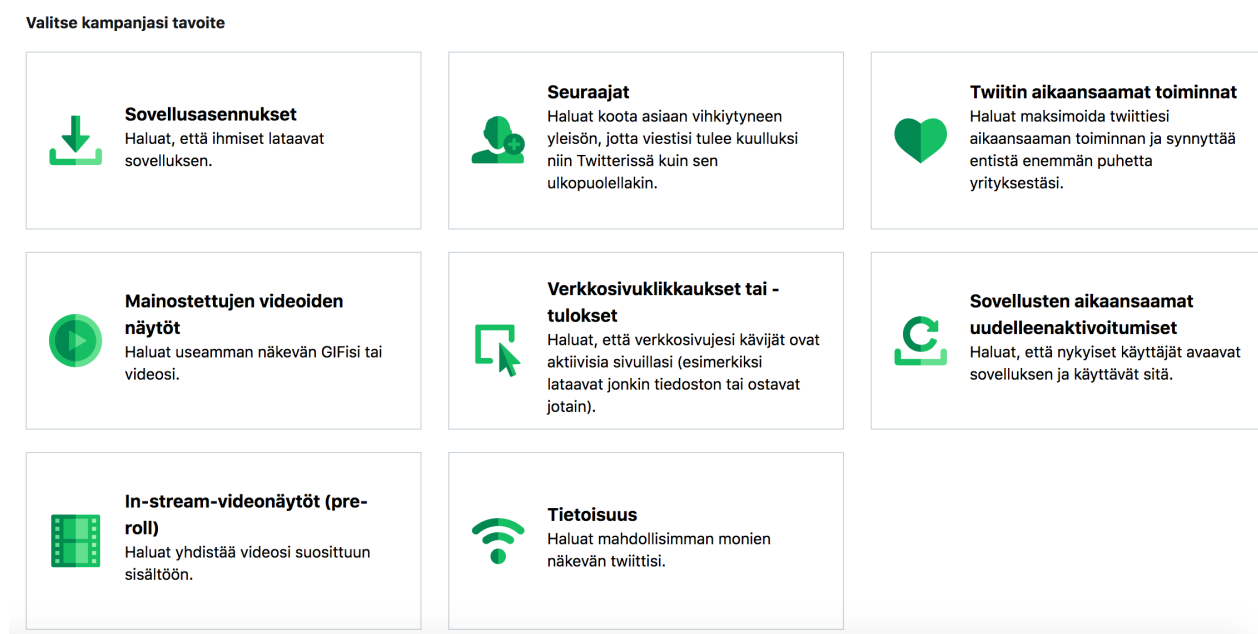 Valitse kampanjasi tavoite
Sovellusasennukset
Haluat, että ihmiset lataavat
sovelluksen.
Seuraajat
Haluat koota asiaan vihkiytyneen
yleisön, jotta viestisi tulee kuulluksi
niin Twitterissä kuin sen
ulkopuolellakin.
Twiitin aikaansaamat toiminnat
Haluat maksimoida twiittiesi
aikaansaaman toiminnan ja synnyttää
entistä enemmän puhetta
yrityksestäsi.
Mainostettujen videoiden
näytöt
Haluat useamman näkevän GIFisi tai
videosi.
Verkkosivuklikkaukset tai -
tulokset
Haluat, että verkkosivujesi kävijät ovat
aktiivisia sivuillasi (esimerkiksi
lataavat jonkin tiedoston tai ostavat
jotain).
Sovellusten aikaansaamat
uudelleenaktivoitumiset
Haluat, että nykyiset käyttäjät avaavat
sovelluksen ja käyttävät sitä.
In-stream-videonäytöt (pre-
roll)
Haluat yhdistää videosi suosittuun
sisältöön.
Tietoisuus
Haluat mahdollisimman monien
näkevän twiittisi.